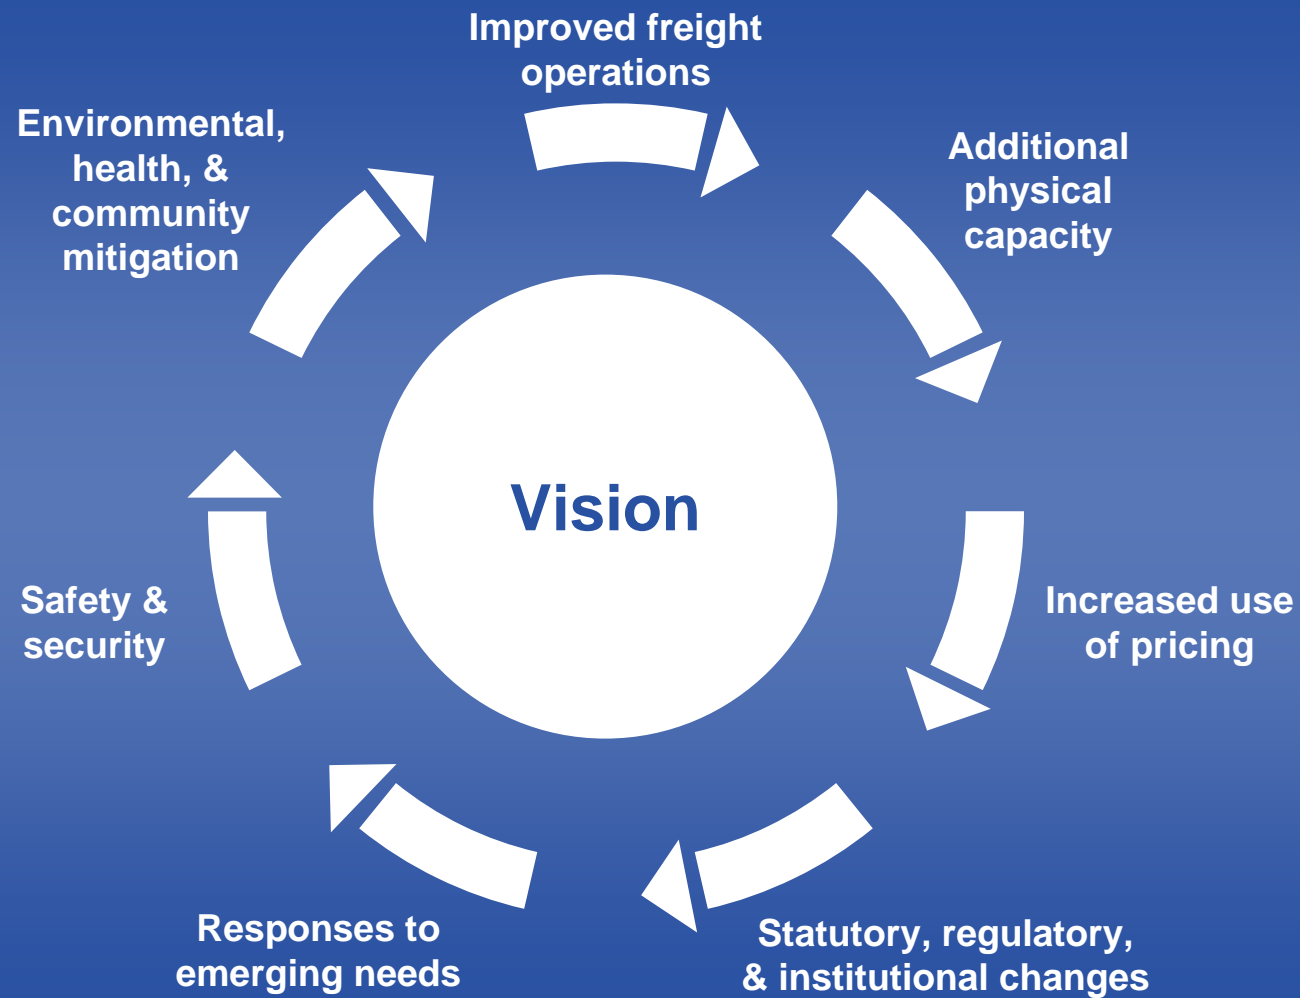 Improved freight
operations
Additional
physical
capacity
Increased use
of pricing
Statutory, regulatory,
& institutional changes
Responses to
emerging needs
Safety &
security
Environmental,
health, &
community
mitigation
Vision